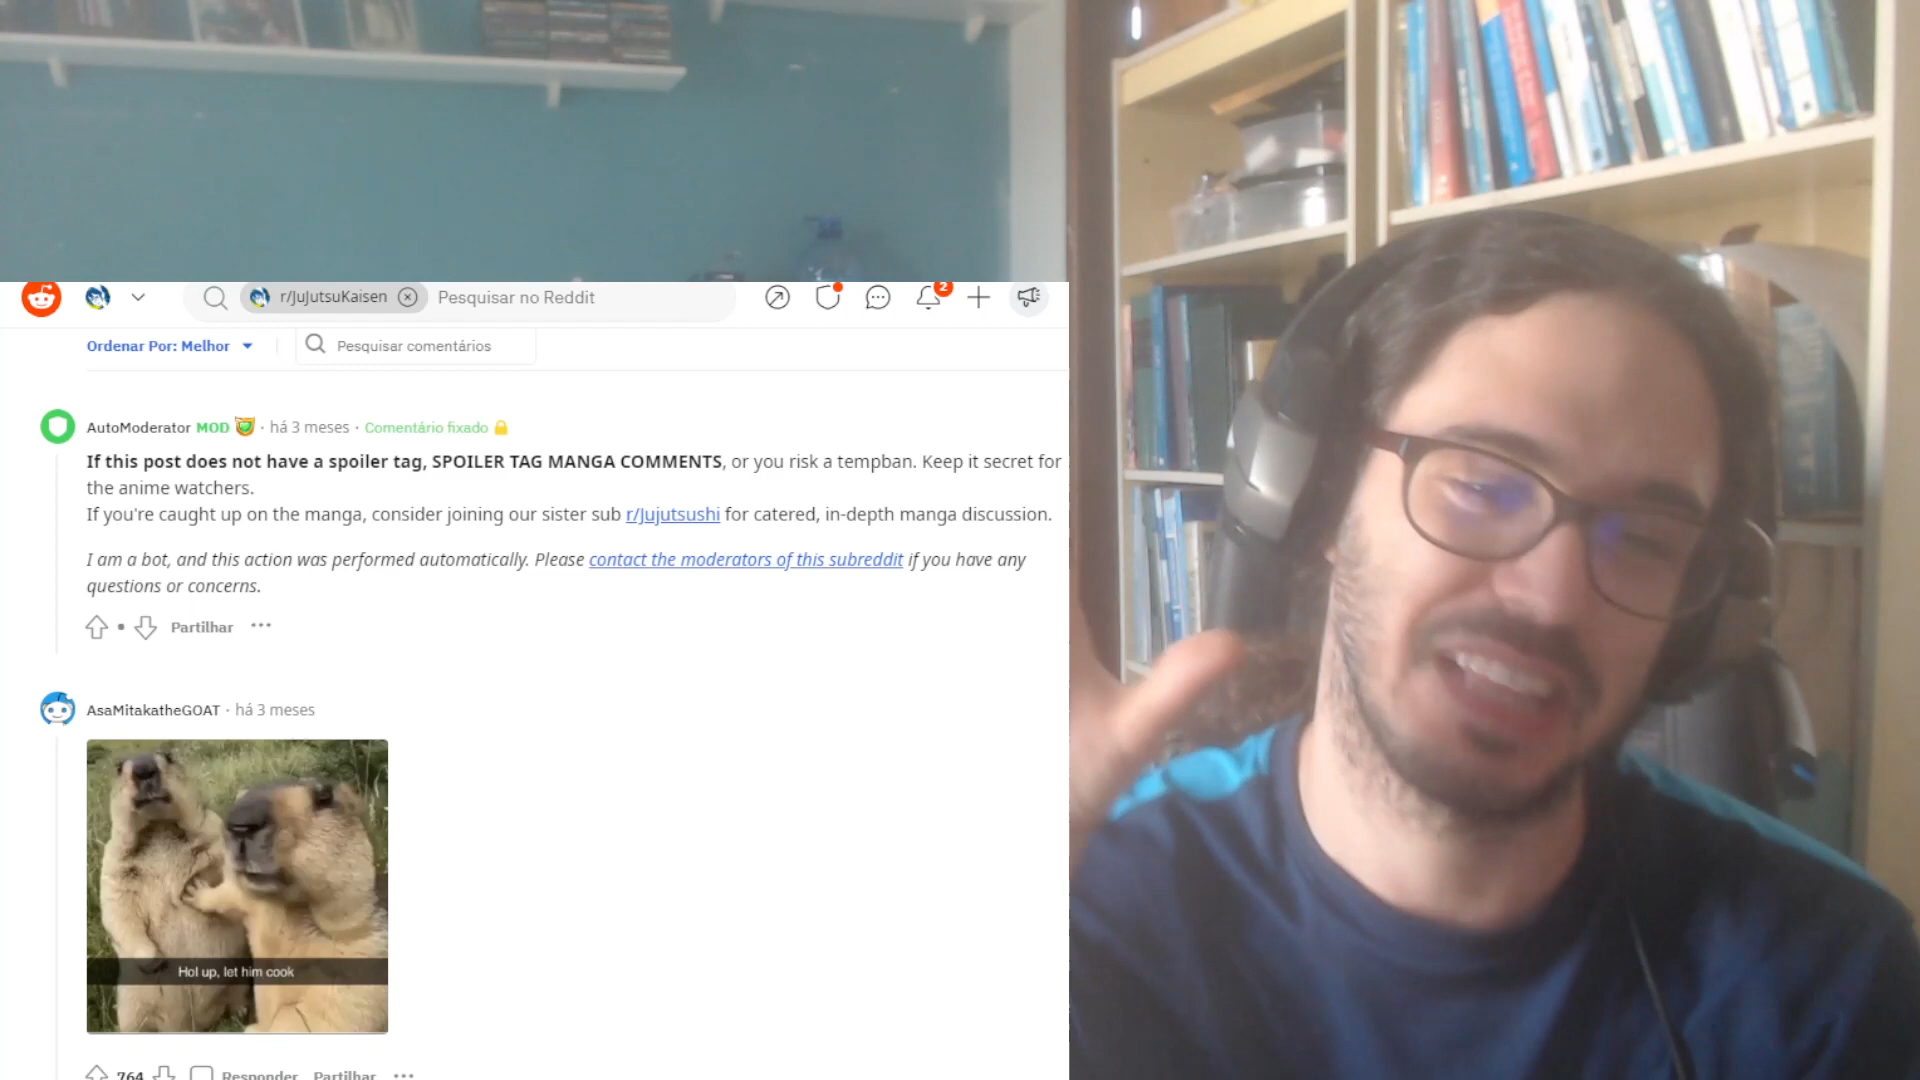 r/JuJutsuKaisen
Pesquisar no Reddit
2
Ordenar Por: Melhor
Pesquisar comentários
AutoModerator MOD · há 3 meses · Comentário fixado
If this post does not have a spoiler tag, SPOILER TAG MANGA COMMENTS, or you risk a tempban. Keep it secret for
the anime watchers.
If you're caught up on the manga, consider joining our sister sub r/Jujutsushi for catered, in-depth manga discussion.
I am a bot, and this action was performed automatically. Please contact the moderators of this subreddit if you have any
questions or concerns.
• Partilhar ···
AsaMitakatheGOAT · há 3 meses
Hol up, let him cook
764 Responder Partilhar ···